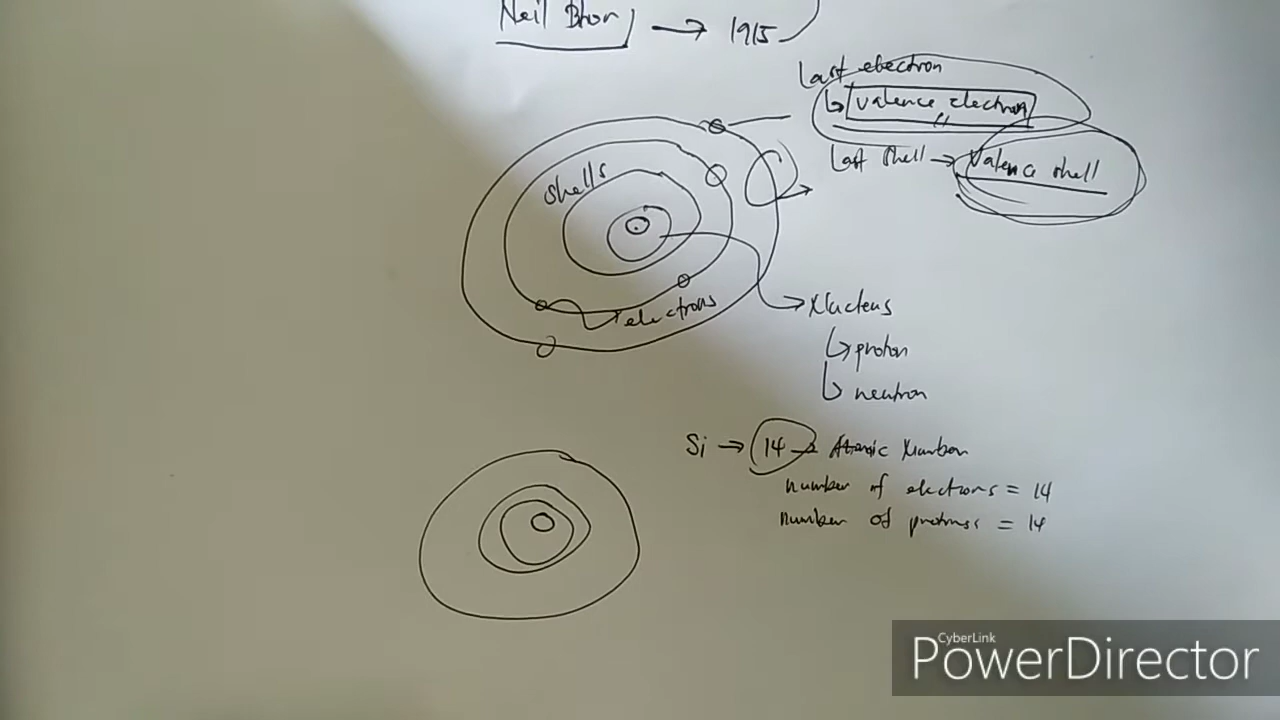 Neil Bhor → 1915
Last electron
↳ valence electron
Last shell → Valence shell
shells
electrons
Nucleus
↳ proton
↳ neutron
Si → 14 → Atomic Number
number of electrons = 14
number of protons = 14
CyberLink
PowerDirector